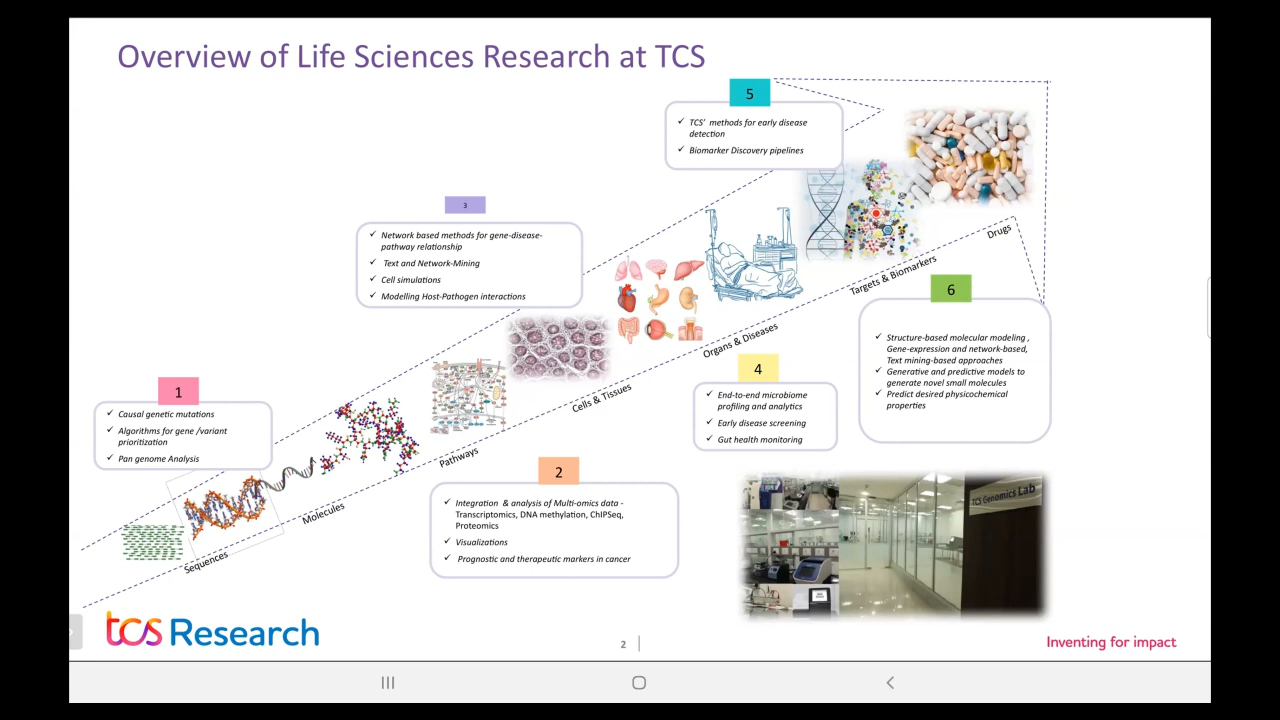 Overview of Life Sciences Research at TCS
5
TCS' methods for early disease
detection
Biomarker Discovery pipelines
3
Network based methods for gene-disease-
pathway relationship
Text and Network-Mining
Cell simulations
Modelling Host-Pathogen interactions
Drugs
Targets & Biomarkers
6
Structure-based molecular modeling ,
Gene-expression and network-based,
Text mining-based approaches
Generative and predictive models to
generate novel small molecules
Predict desired physicochemical
properties
Organs & Diseases
4
End-to-end microbiome
profiling and analytics
Early disease screening
Gut health monitoring
1
Causal genetic mutations
Algorithms for gene /variant
prioritization
Pan genome Analysis
Cells & Tissues
Pathways
2
Integration & analysis of Multi-omics data -
Transcriptomics, DNA methylation, ChIPSeq,
Proteomics
Visualizations
Prognostic and therapeutic markers in cancer
Molecules
Sequences
TCS Genomics Lab
tcs Research
2
Inventing for impact